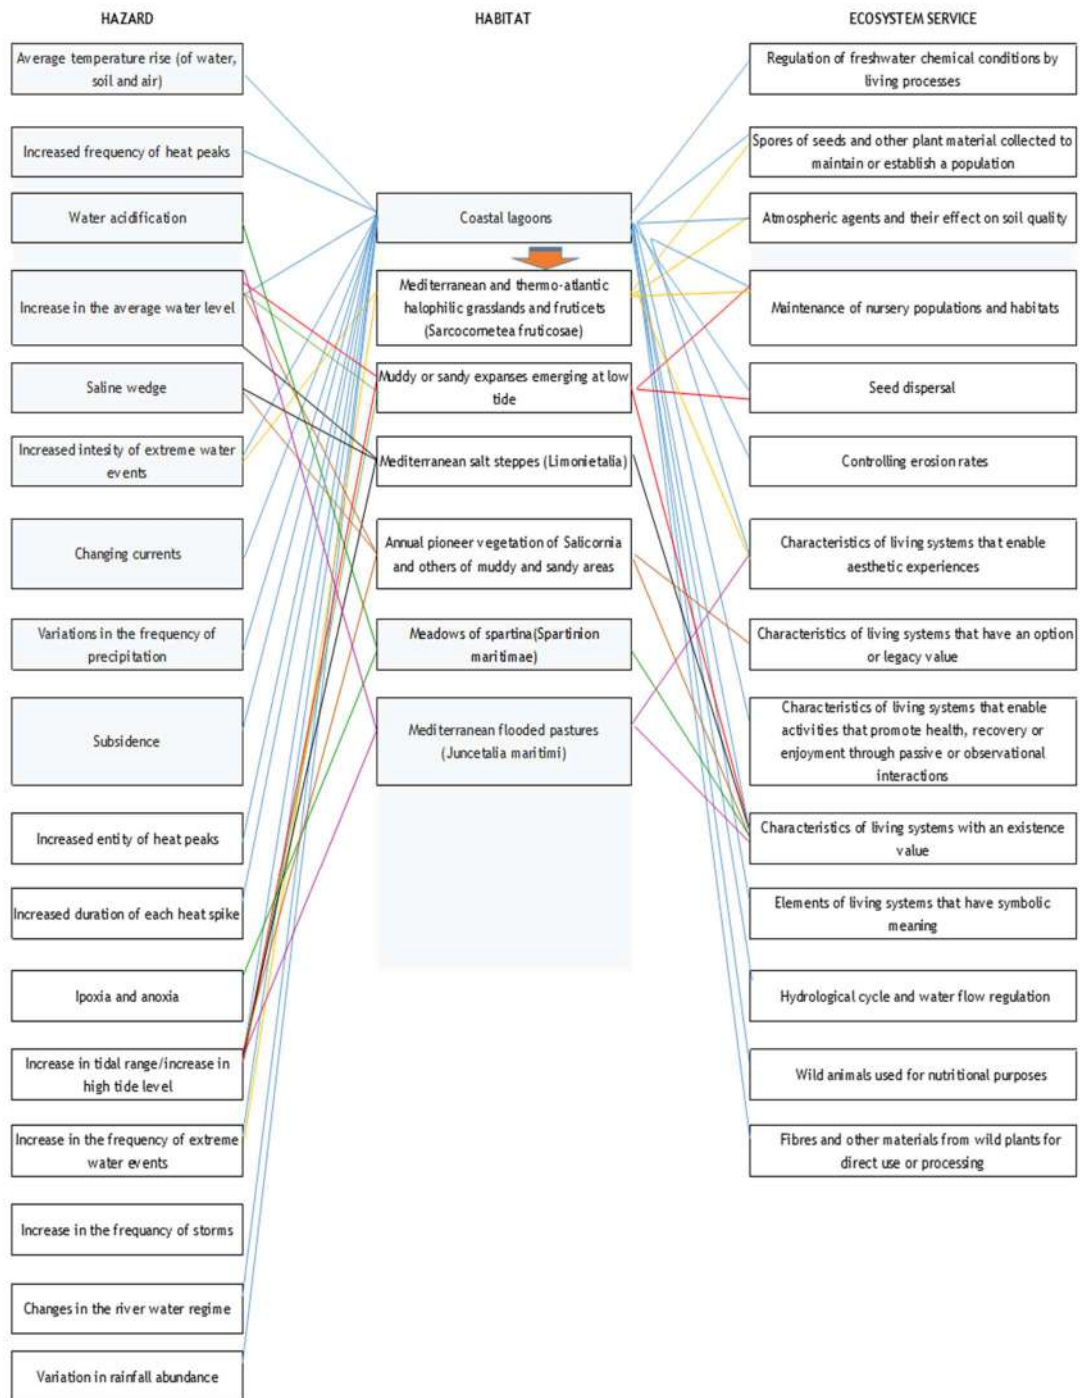 HAZARD
HABITAT
ECOSYSTEM SERVICE
Average temperature rise (of water,
soil and air)
Increased frequency of heat peaks
Water acidification
Increase in the average water level
Saline wedge
Increased intesity of extreme water
events
Changing currents
Variations in the frequency of
precipitation
Subsidence
Increased entity of heat peaks
Increased duration of each heat spike
Ipoxia and anoxia
Increase in tidal range/increase in
high tide level
Increase in the frequency of extreme
water events
Increase in the frequancy of storms
Changes in the river water regime
Variation in rainfall abundance
Coastal lagoons
Mediterranean and thermo-atlantic
halophilic grasslands and fruticets
(Sarcocornetea fruticosae)
Muddy or sandy expanses emerging at low
tide
Mediterranean salt steppes (Limonietalia)
Annual pioneer vegetation of Salicornia
and others of muddy and sandy areas
Meadows of spartina(Spartinion
maritimae)
Mediterranean flooded pastures
(Juncetalia maritimi)
Regulation of freshwater chemical conditions by
living processes
Spores of seeds and other plant material collected to
maintain or establish a population
Atmospheric agents and their effect on soil quality
Maintenance of nursery populations and habitats
Seed dispersal
Controlling erosion rates
Characteristics of living systems that enable
aesthetic experiences
Characteristics of living systems that have an option
or legacy value
Characteristics of living systems that enable
activities that promote health, recovery or
enjoyment through passive or observational
interactions
Characteristics of living systems with an existence
value
Elements of living systems that have symbolic
meaning
Hydrological cycle and water flow regulation
Wild animals used for nutritional purposes
Fibres and other materials from wild plants for
direct use or processing